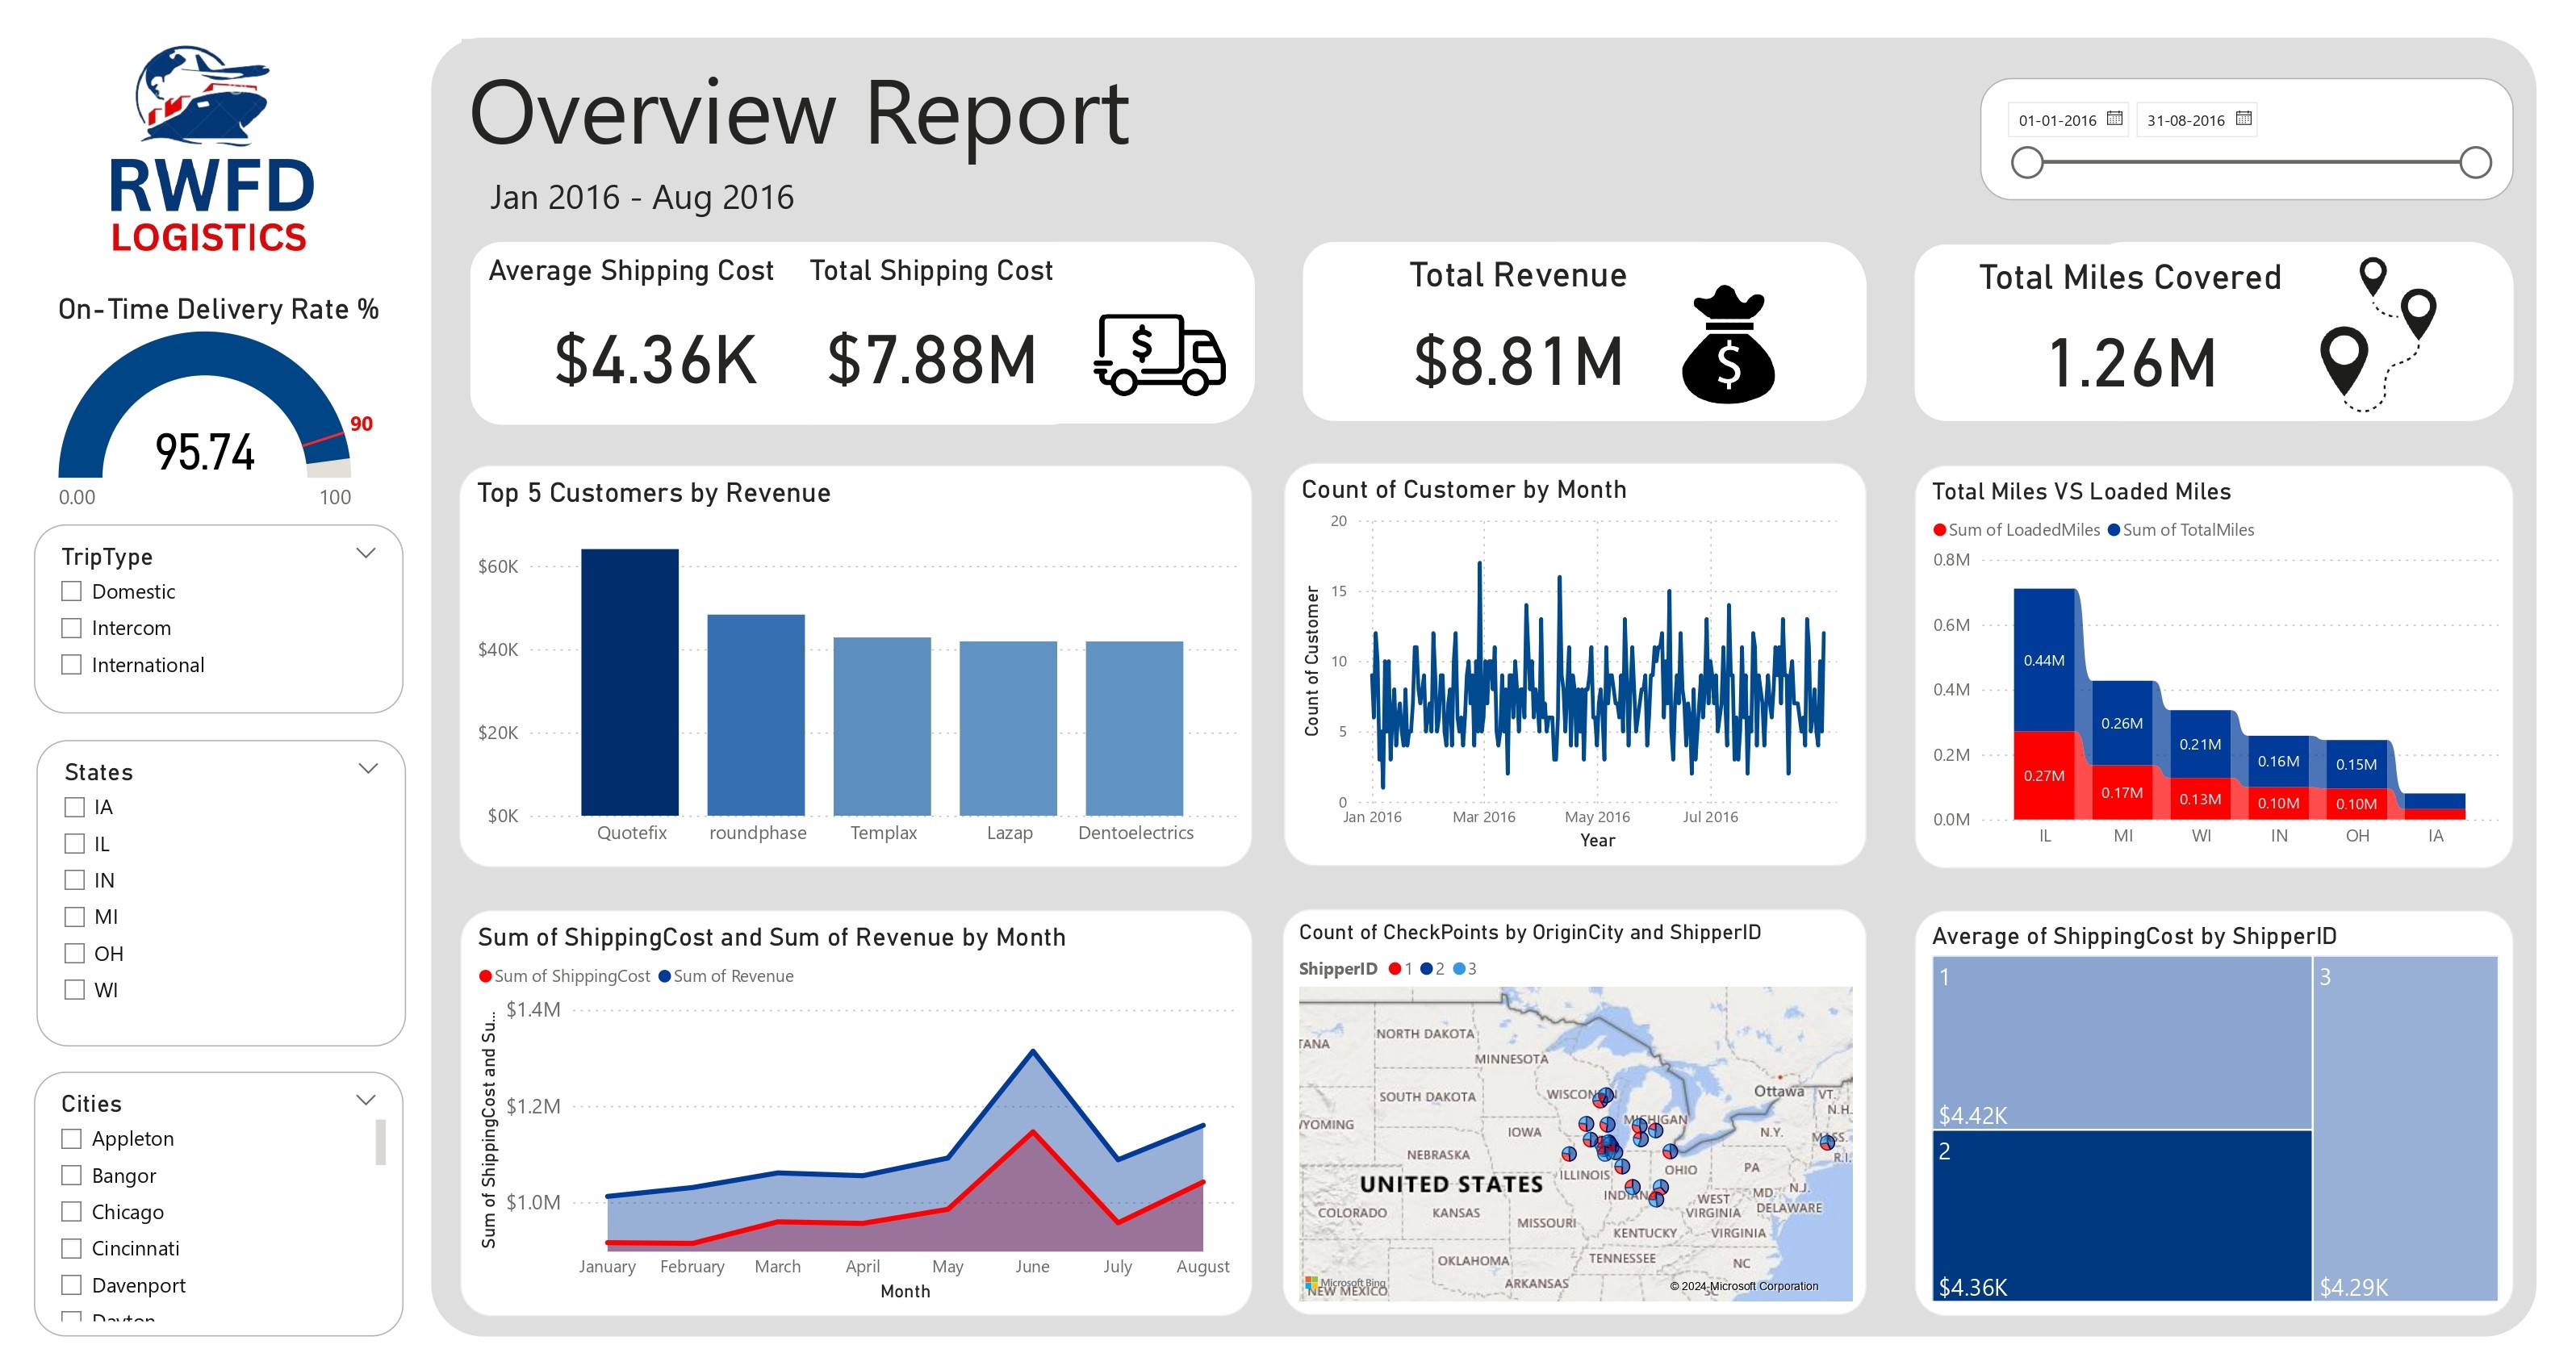 RWFD
LOGISTICS
On-Time Delivery Rate %
90
95.74
0.00 100
TripType
Domestic
Intercom
International
States
IA
IL
IN
MI
OH
WI
Cities
Appleton
Bangor
Chicago
Cincinnati
Davenport
Overview Report
Jan 2016 - Aug 2016
01-01-2016 31-08-2016
Average Shipping Cost Total Shipping Cost
$4.36K $7.88M
$
Total Revenue
$8.81M
$
Total Miles Covered
1.26M
Top 5 Customers by Revenue
$60K
$40K
$20K
$0K
Quotefix roundphase Templax Lazap Dentoelectrics
Count of Customer by Month
Count of Customer
20
15
10
5
0
Jan 2016 Mar 2016 May 2016 Jul 2016
Year
Total Miles VS Loaded Miles
Sum of LoadedMiles Sum of TotalMiles
0.8M
0.6M
0.4M
0.2M
0.0M
0.44M
0.26M
0.21M
0.16M
0.15M
0.27M
0.17M
0.13M
0.10M
0.10M
IL MI WI IN OH IA
Sum of ShippingCost and Sum of Revenue by Month
Sum of ShippingCost Sum of Revenue
Sum of ShippingCost and Su...
$1.4M
$1.2M
$1.0M
January February March April May June July August
Month
Count of CheckPoints by OriginCity and ShipperID
ShipperID 1 2 3
TANA
NORTH DAKOTA
MINNESOTA
SOUTH DAKOTA
WISCON
Ottawa
VT.
N.H.
MICHIGAN
YOMING
IOWA
N.Y.
MASS.
R.I.
NEBRASKA
ILLINOIS
OHIO
PA
UNITED STATES
INDIAN
MD.
N.J.
WEST
VIRGINIA
DELAWARE
COLORADO
KANSAS
MISSOURI
KENTUCKY
VIRGINIA
OKLAHOMA
TENNESSEE
NC
ARKANSAS
SC
Microsoft Bing
NEW MEXICO
© 2024 Microsoft Corporation
Average of ShippingCost by ShipperID
1
$4.42K
2
$4.36K
3
$4.29K